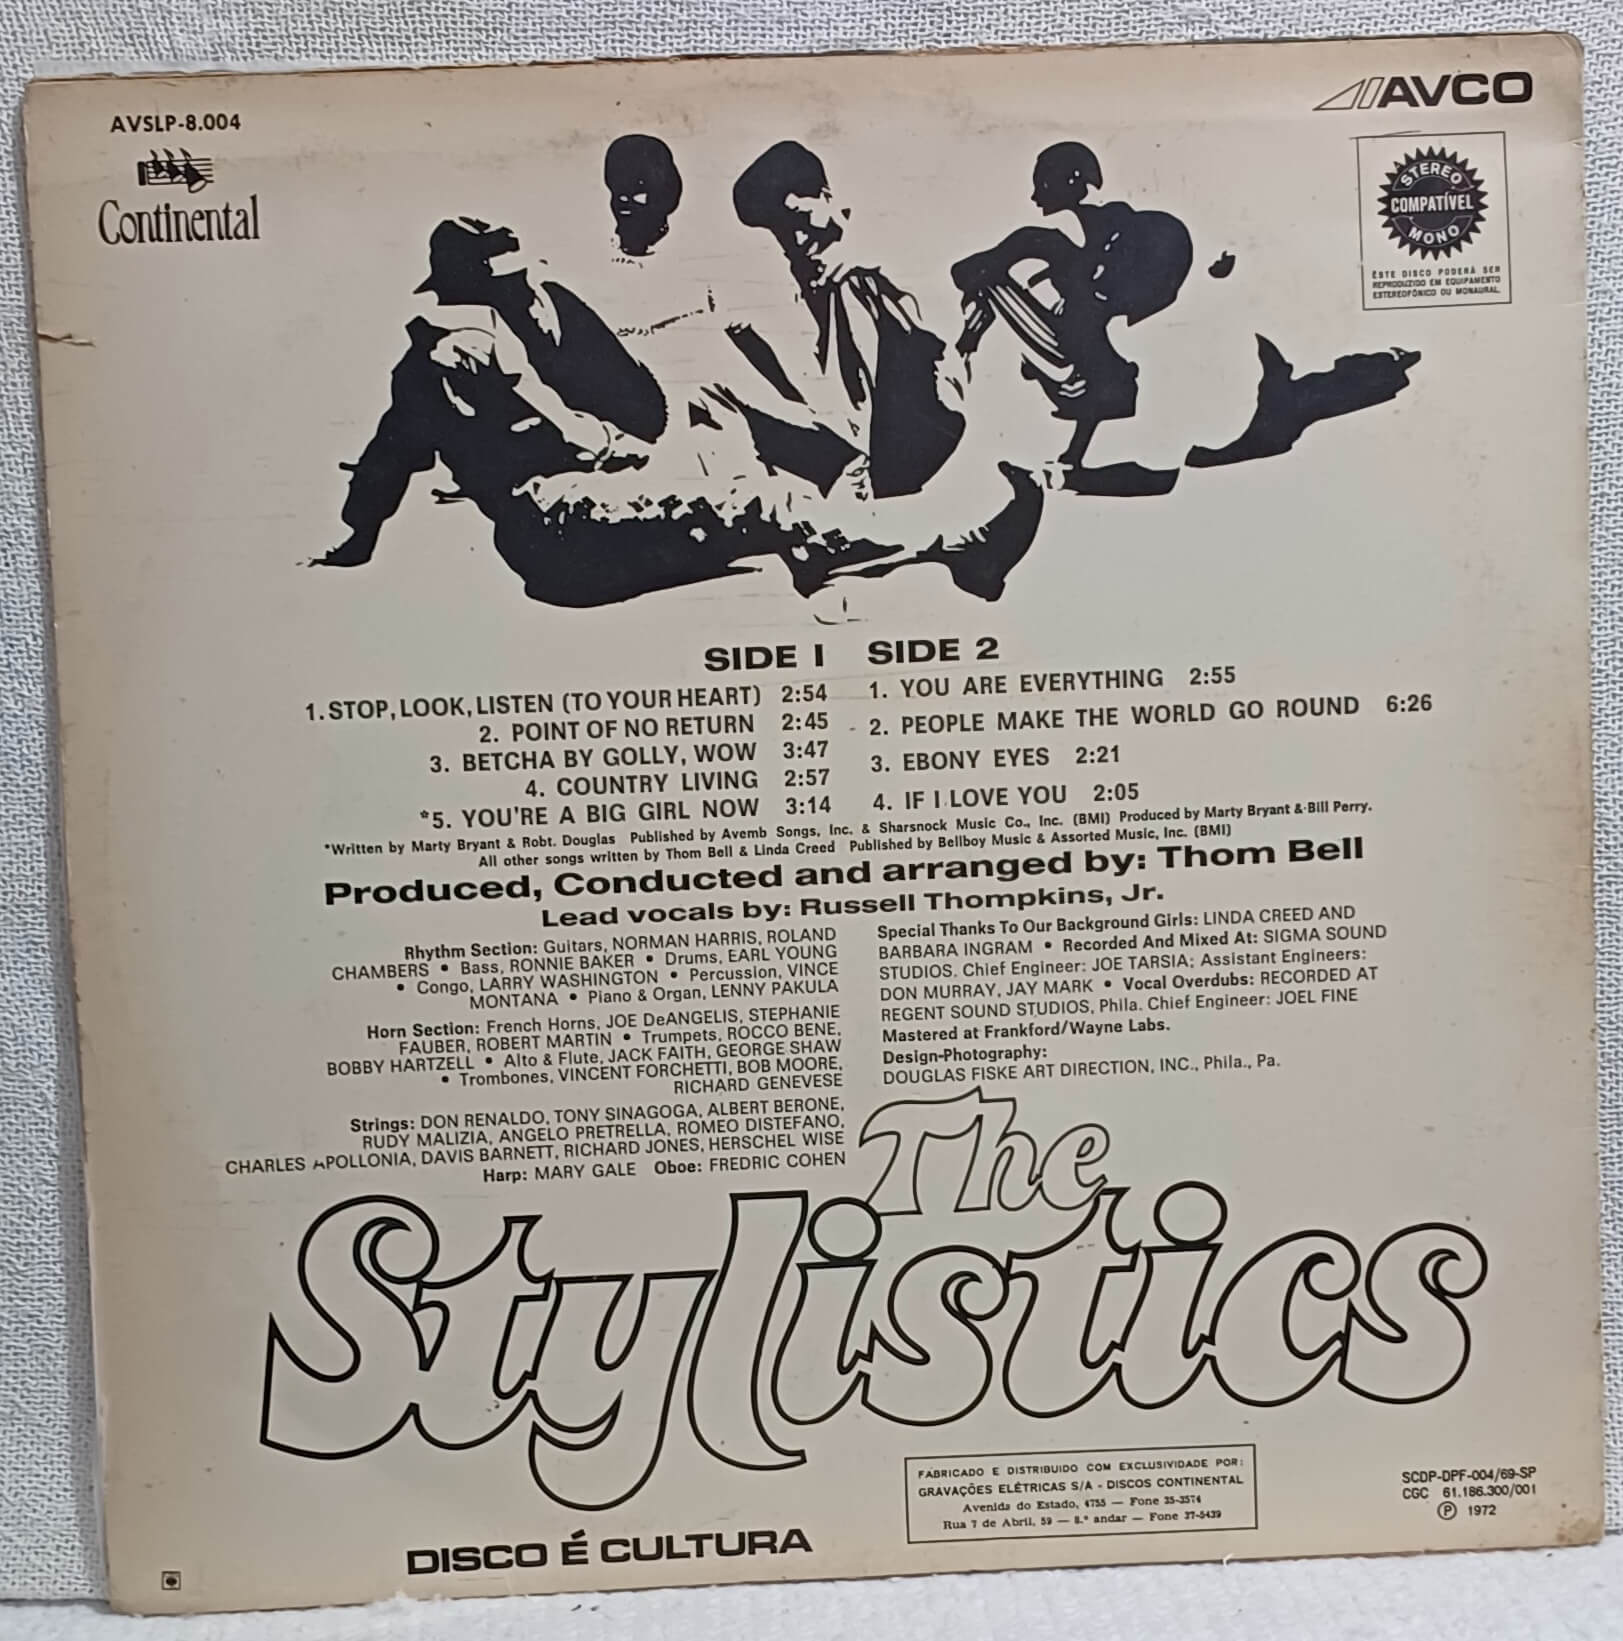 AVSLP-8.004
Continental
AVCO
STEREO
COMPATÍVEL
MONO
ÊSTE DISCO PODERÁ SER
REPRODUZIDO EM EQUIPAMENTO
ESTEREOFÔNICO OU MONAURAL.
SIDE 1
1. STOP, LOOK, LISTEN (TO YOUR HEART) 2:54
2. POINT OF NO RETURN 2:45
3. BETCHA BY GOLLY, WOW 3:47
4. COUNTRY LIVING 2:57
*5. YOU'RE A BIG GIRL NOW 3:14
SIDE 2
1. YOU ARE EVERYTHING 2:55
2. PEOPLE MAKE THE WORLD GO ROUND 6:26
3. EBONY EYES 2:21
4. IF I LOVE YOU 2:05
*Written by Marty Bryant & Robt. Douglas Published by Avemb Songs, Inc. & Sharsnock Music Co., Inc. (BMI) Produced by Marty Bryant & Bill Perry.
All other songs written by Thom Bell & Linda Creed Published by Bellboy Music & Assorted Music, Inc. (BMI)
Produced, Conducted and arranged by: Thom Bell
Lead vocals by: Russell Thompkins, Jr.
Rhythm Section: Guitars, NORMAN HARRIS, ROLAND
CHAMBERS • Bass, RONNIE BAKER • Drums, EARL YOUNG
• Congo, LARRY WASHINGTON • Percussion, VINCE
MONTANA • Piano & Organ, LENNY PAKULA
Horn Section: French Horns, JOE DeANGELIS, STEPHANIE
FAUBER, ROBERT MARTIN • Trumpets, ROCCO BENE,
BOBBY HARTZELL • Alto & Flute, JACK FAITH, GEORGE SHAW
• Trombones, VINCENT FORCHETTI, BOB MOORE,
RICHARD GENEVESE
Strings: DON RENALDO, TONY SINAGOGA, ALBERT BERONE,
RUDY MALIZIA, ANGELO PRETRELLA, ROMEO DISTEFANO,
CHARLES APOLLONIA, DAVIS BARNETT, RICHARD JONES, HERSCHEL WISE
Harp: MARY GALE Oboe: FREDRIC COHEN
Special Thanks To Our Background Girls: LINDA CREED AND
BARBARA INGRAM • Recorded And Mixed At: SIGMA SOUND
STUDIOS. Chief Engineer: JOE TARSIA; Assistant Engineers:
DON MURRAY, JAY MARK • Vocal Overdubs: RECORDED AT
REGENT SOUND STUDIOS, Phila. Chief Engineer: JOEL FINE
Mastered at Frankford/Wayne Labs.
Design-Photography:
DOUGLAS FISKE ART DIRECTION, INC., Phila., Pa.
The
Stylistics
FABRICADO E DISTRIBUIDO COM EXCLUSIVIDADE POR:
GRAVAÇÕES ELÉTRICAS S/A - DISCOS CONTINENTAL
Avenida do Estado, 4755 — Fone 35-3574
Rua 7 de Abril, 59 — 8.º andar — Fone 37-5439
SCDP-DPF-004/69-SP
CGC 61.186.300/001
℗ 1972
DISCO É CULTURA